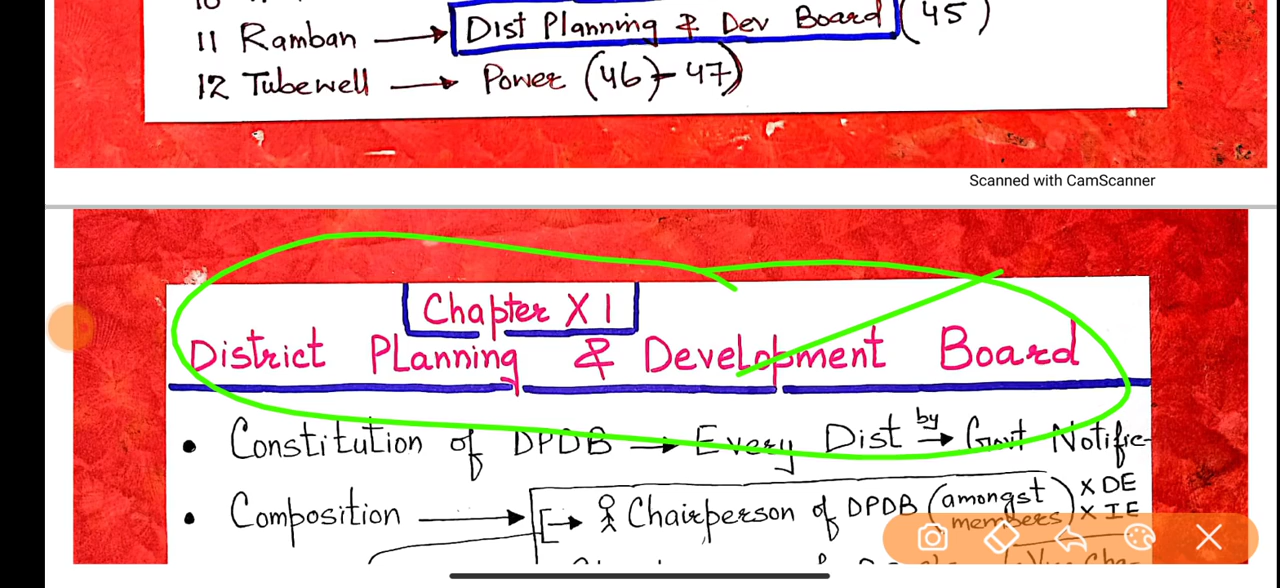 11 Ramban → Dist Planning & Dev Board (45)
12 Tubewell → Power (46)-47)
Scanned with CamScanner
Chapter XI
District Planning & Development Board
• Constitution of DPDB → Every Dist by → Govt Notific-
• Composition → [→ Chairperson of DPDB (amongst members) X DE
X IE